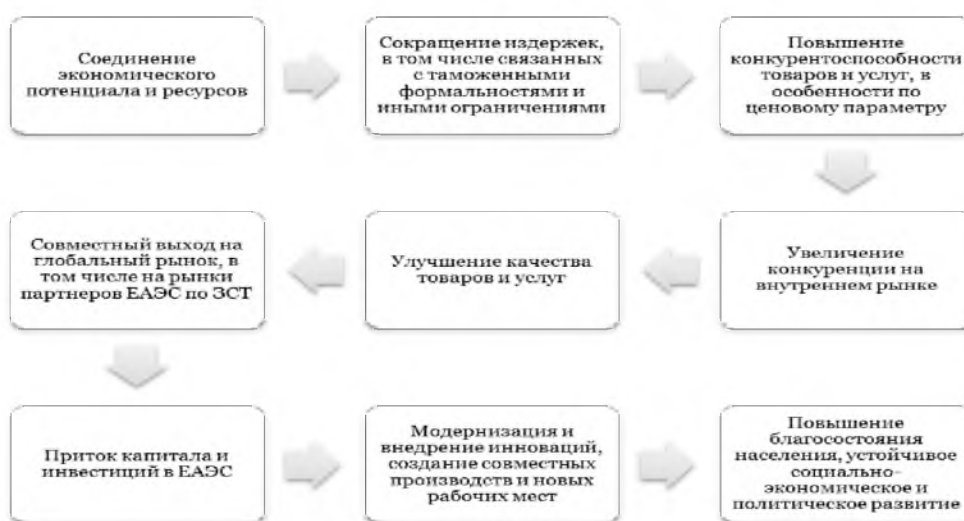 Соединение
экономического
потенциала и ресурсов
Сокращение издержек,
в том числе связанных
с таможенными
формальностями и
иными ограничениями
Повышение
конкурентоспособности
товаров и услуг, в
особенности по
ценовому параметру
Увеличение
конкуренции на
внутреннем рынке
Улучшение качества
товаров и услуг
Совместный выход на
глобальный рынок, в
том числе на рынки
партнеров ЕАЭС по ЗСТ
Приток капитала и
инвестиций в ЕАЭС
Модернизация и
внедрение инноваций,
создание совместных
производств и новых
рабочих мест
Повышение
благосостояния
населения, устойчивое
социально-
экономическое и
политическое развитие